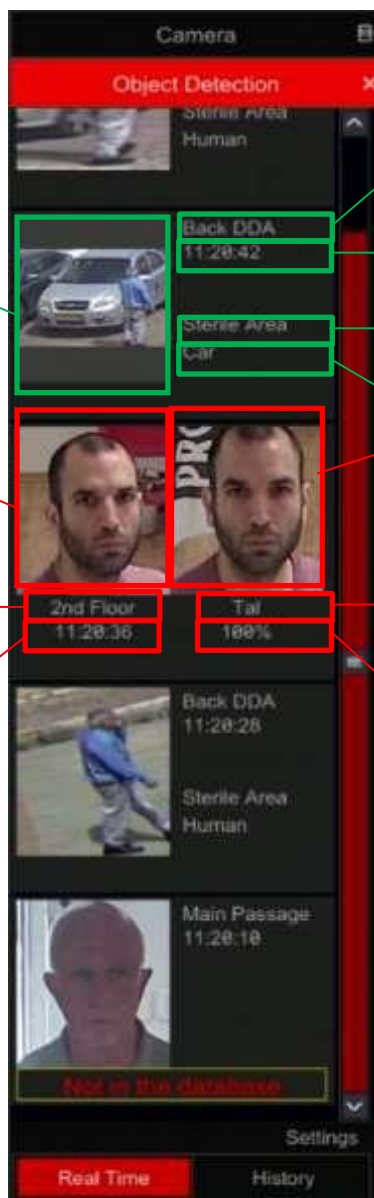 Camera
Object Detection
Sterile Area
Human
Back DDA
11:20:42
Sterile Area
Car
PRO
2nd Floor
Tal
11:20:36
100%
Back DDA
11:20:28
Sterile Area
Human
Main Passage
11:20:10
Not in the database
Settings
Real Time
History